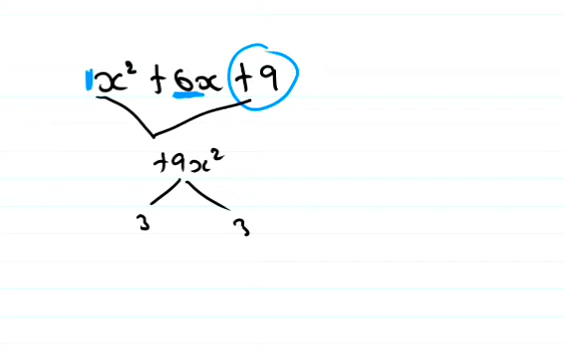 1x² + 6x + 9
+9x²
3 3